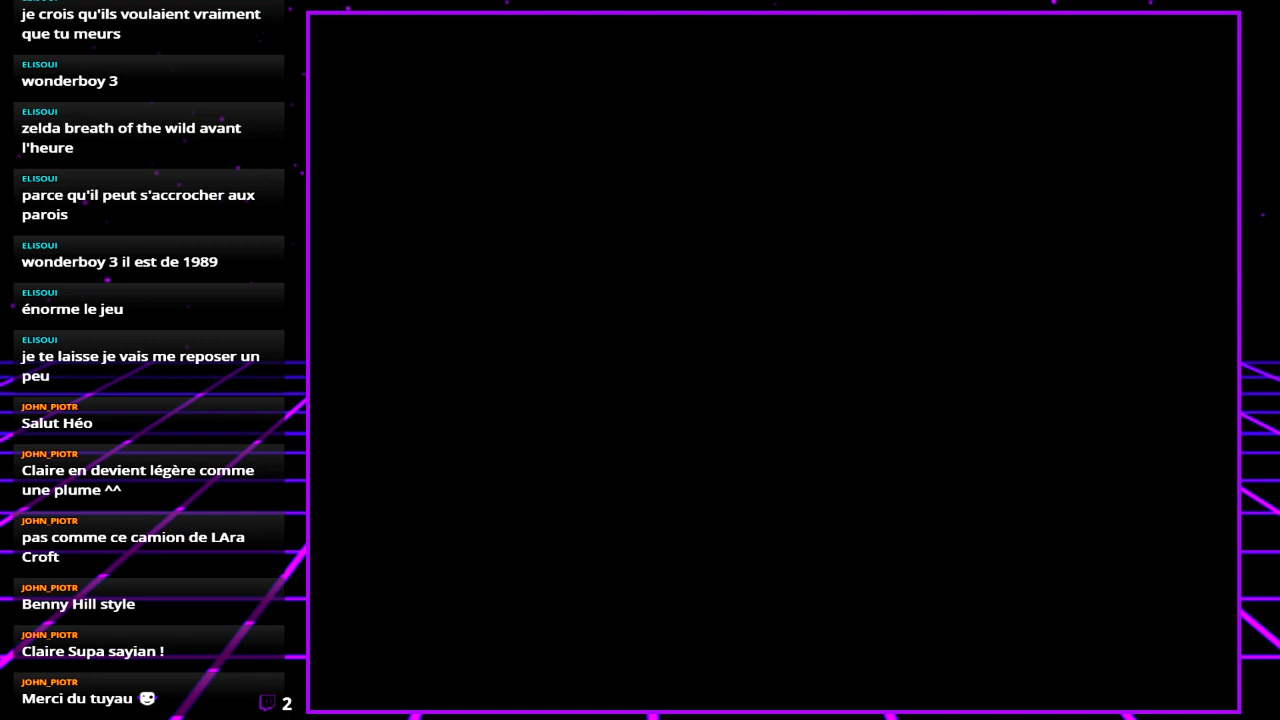 je crois qu'ils voulaient vraiment
que tu meurs
ELISOUI
wonderboy 3
ELISOUI
zelda breath of the wild avant
l'heure
ELISOUI
parce qu'il peut s'accrocher aux
parois
ELISOUI
wonderboy 3 il est de 1989
ELISOUI
énorme le jeu
ELISOUI
je te laisse je vais me reposer un
peu
JOHN_PIOTR
Salut Héo
JOHN_PIOTR
Claire en devient légère comme
une plume ^^
JOHN_PIOTR
pas comme ce camion de LAra
Croft
JOHN_PIOTR
Benny Hill style
JOHN_PIOTR
Claire Supa sayian !
JOHN_PIOTR
Merci du tuyau
2